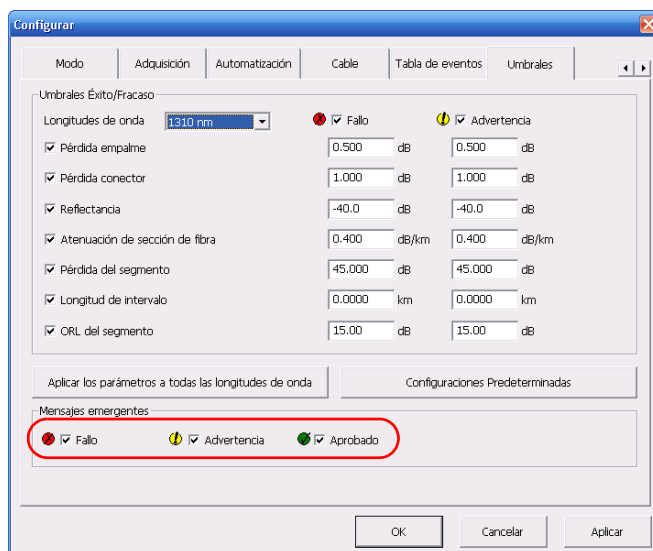 Configurar
Modo Adquisición Automatización Cable Tabla de eventos Umbrales
Umbrales Éxito/Fracaso
Longitudes de onda 1310 nm Fallo Advertencia
Pérdida empalme 0.500 dB 0.500 dB
Pérdida conector 1.000 dB 1.000 dB
Reflectancia -40.0 dB -40.0 dB
Atenuación de sección de fibra 0.400 dB/km 0.400 dB/km
Pérdida del segmento 45.000 dB 45.000 dB
Longitud de intervalo 0.0000 km 0.0000 km
ORL del segmento 15.00 dB 15.00 dB
Aplicar los parámetros a todas las longitudes de onda Configuraciones Predeterminadas
Mensajes emergentes
Fallo Advertencia Aprobado
OK Cancelar Aplicar